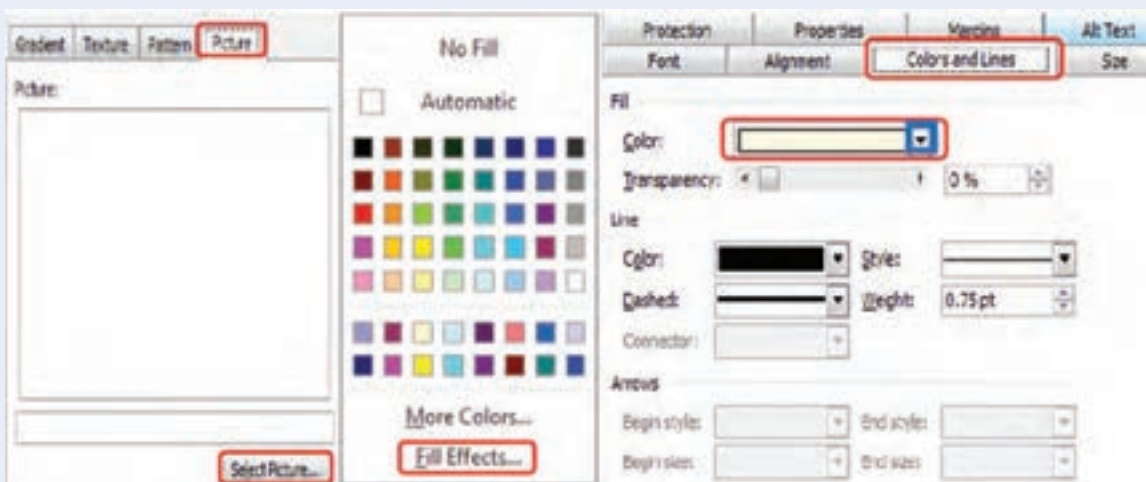 Gradient Texture Pattern Picture
Picture:
Select Picture...
No Fill
Automatic
More Colors...
Fill Effects...
Protection Properties Margins Alt Text
Font Alignment Colors and Lines Size
Fill
Color:
Transparency: 0 %
Line
Color: Style:
Dashed: Weight: 0.75 pt
Connector:
Arrows
Begin style: End style:
Begin size: End size: